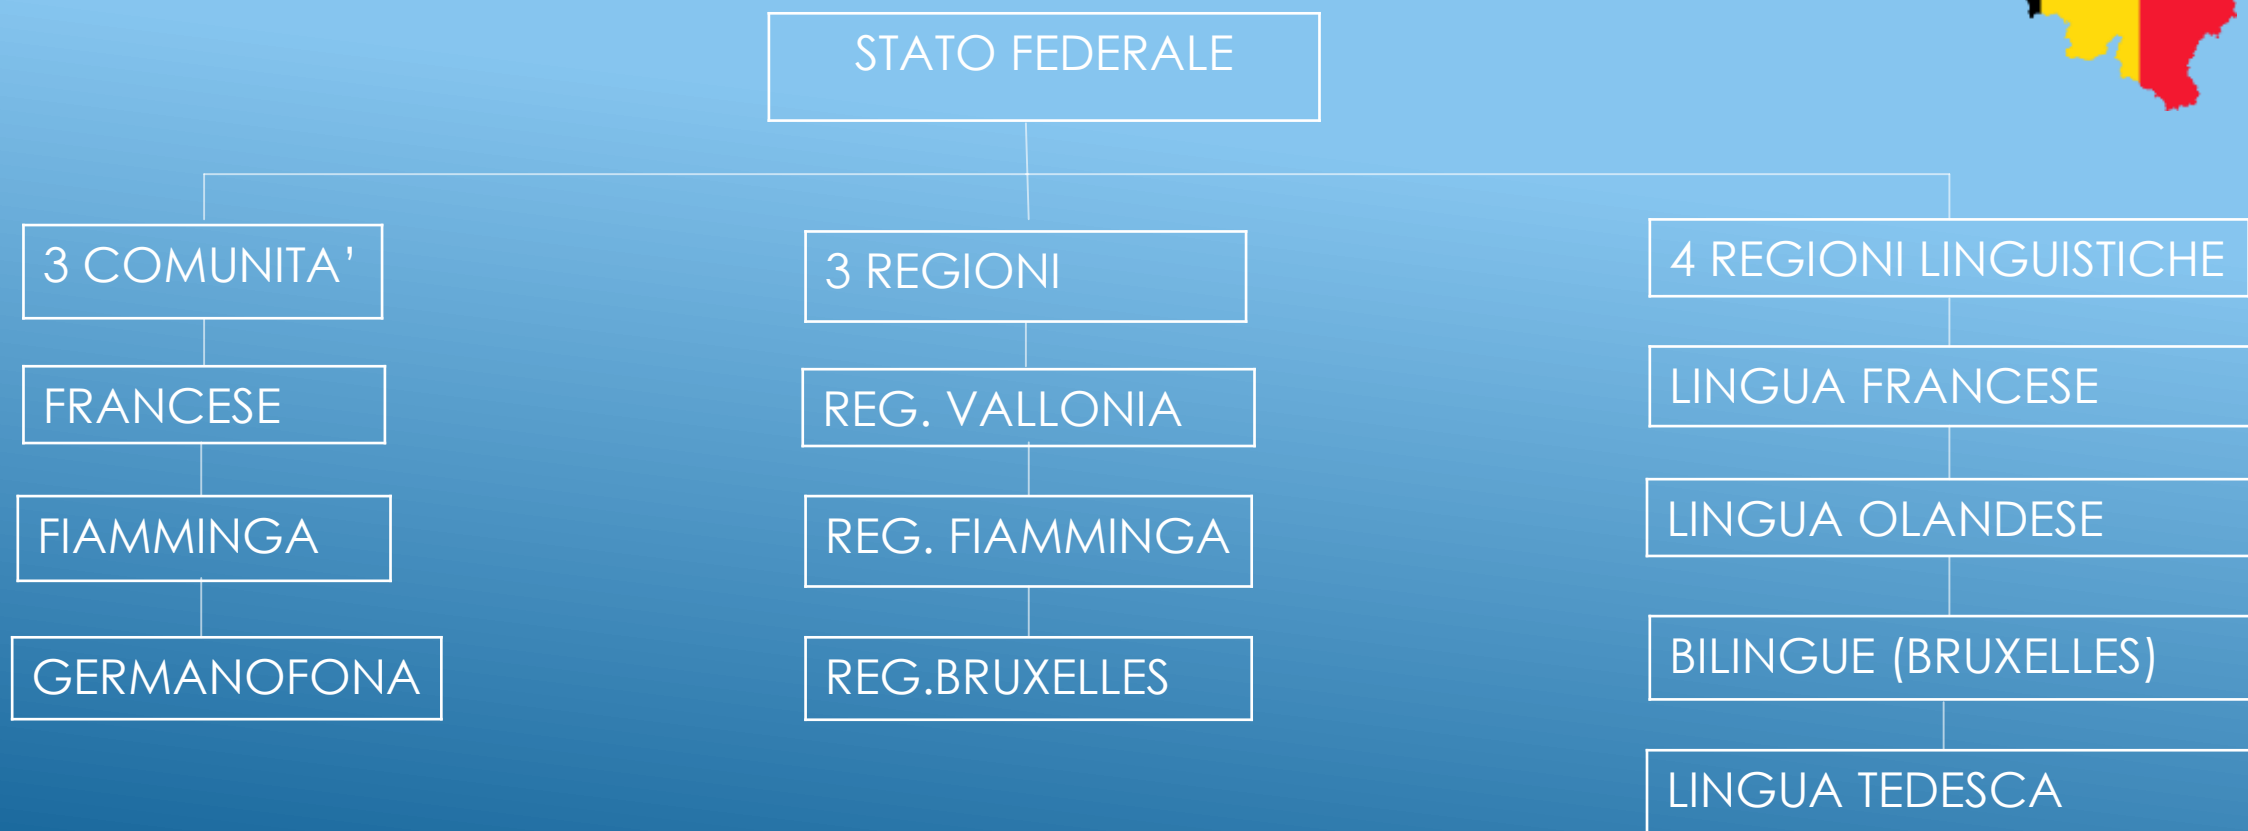 STATO FEDERALE
3 COMUNITA’
FRANCESE
FIAMMINGA
GERMANOFONA
3 REGIONI
REG. VALLONIA
REG. FIAMMINGA
REG.BRUXELLES
4 REGIONI LINGUISTICHE
LINGUA FRANCESE
LINGUA OLANDESE
BILINGUE (BRUXELLES)
LINGUA TEDESCA